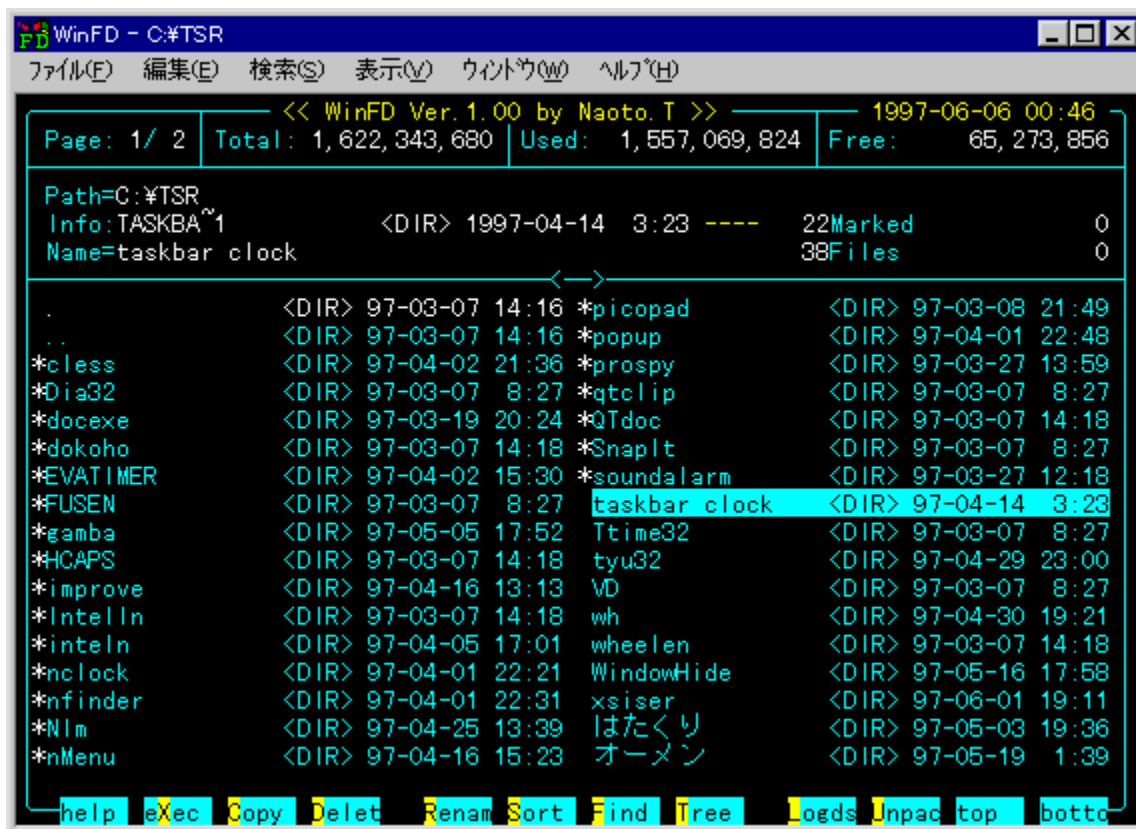 WinFD - C:¥TSR
ファイル(F) 編集(E) 検索(S) 表示(V) ウィンドウ(W) ヘルプ(H)
<< WinFD Ver.1.00 by Naoto.T >> 1997-06-06 00:46
Page: 1/ 2 Total: 1,622,343,680 Used: 1,557,069,824 Free: 65,273,856
Path=C:¥TSR
Info:TASKBA~1 <DIR> 1997-04-14 3:23 ---- 22Marked 0
Name=taskbar clock 38Files 0
. <DIR> 97-03-07 14:16 *picopad <DIR> 97-03-08 21:49
.. <DIR> 97-03-07 14:16 *popup <DIR> 97-04-01 22:48
*cless <DIR> 97-04-02 21:36 *prospy <DIR> 97-03-27 13:59
*Dia32 <DIR> 97-03-07 8:27 *qtclip <DIR> 97-03-07 8:27
*docexe <DIR> 97-03-19 20:24 *QTdoc <DIR> 97-03-07 14:18
*dokoho <DIR> 97-03-07 14:18 *SnapIt <DIR> 97-03-07 8:27
*EVATIMER <DIR> 97-04-02 15:30 *soundalarm <DIR> 97-03-27 12:18
*FUSEN <DIR> 97-03-07 8:27 taskbar clock <DIR> 97-04-14 3:23
*gamba <DIR> 97-05-05 17:52 Ttime32 <DIR> 97-03-07 8:27
*HCAPS <DIR> 97-03-07 14:18 tyu32 <DIR> 97-04-29 23:00
*improve <DIR> 97-04-16 13:13 VD <DIR> 97-03-07 8:27
*Intelln <DIR> 97-03-07 14:18 wh <DIR> 97-04-30 19:21
*inteln <DIR> 97-04-05 17:01 wheelen <DIR> 97-03-07 14:18
*nclock <DIR> 97-04-01 22:21 WindowHide <DIR> 97-05-16 17:58
*nfinder <DIR> 97-04-01 22:31 xsiser <DIR> 97-06-01 19:11
*Nlm <DIR> 97-04-25 13:39 はたくり <DIR> 97-05-03 19:36
*nMenu <DIR> 97-04-16 15:23 オーメン <DIR> 97-05-19 1:39
help eXec Copy Delet Renam Sort Find Tree Logds Unpac top botto